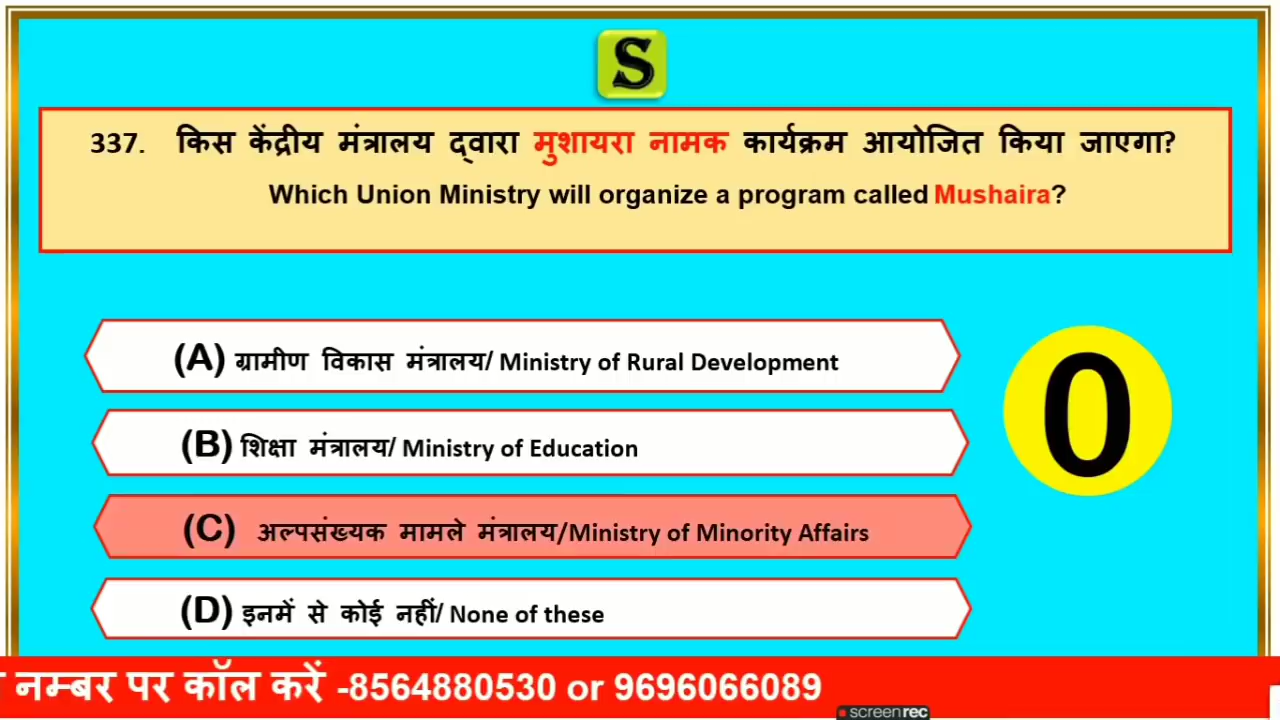 S
337. किस केंद्रीय मंत्रालय द्वारा मुशायरा नामक कार्यक्रम आयोजित किया जाएगा?
Which Union Ministry will organize a program called Mushaira?
(A) ग्रामीण विकास मंत्रालय/ Ministry of Rural Development
0
(B) शिक्षा मंत्रालय/ Ministry of Education
(C) अल्पसंख्यक मामले मंत्रालय/Ministry of Minority Affairs
(D) इनमें से कोई नहीं/ None of these
नम्बर पर कॉल करें -8564880530 or 9696066089
screenrec